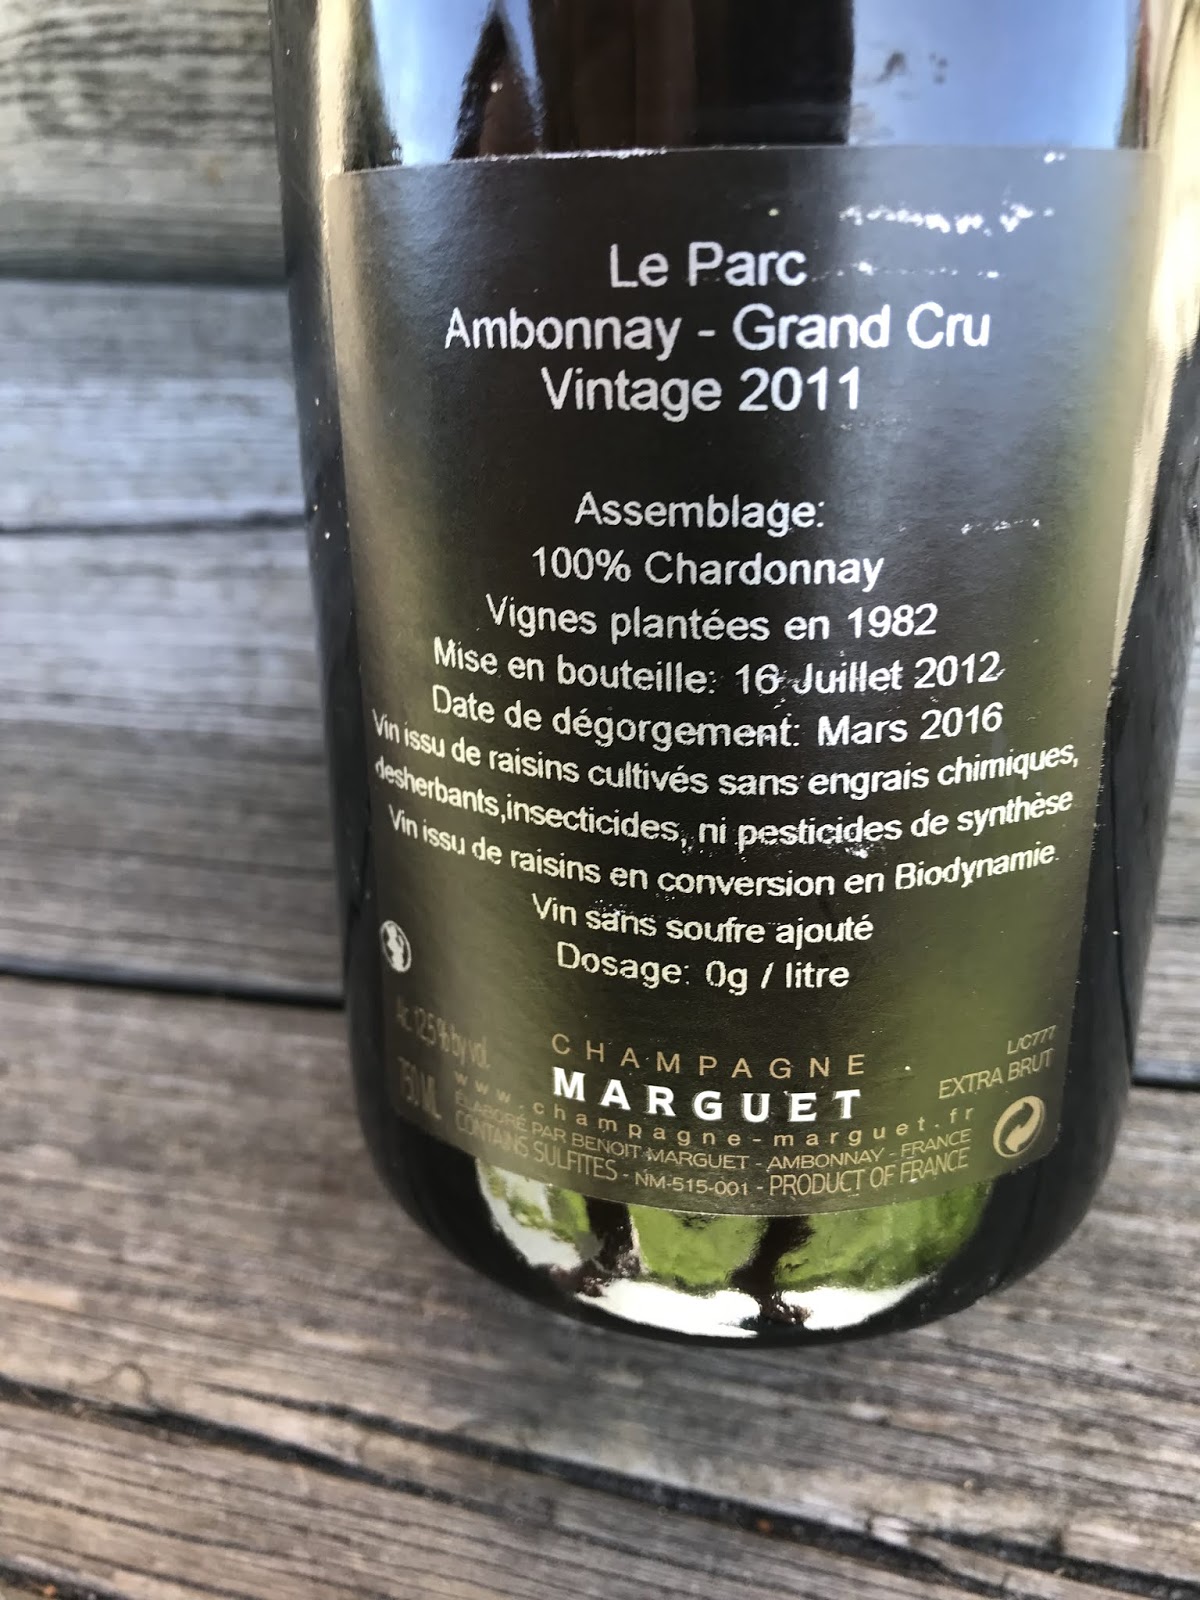 Le Parc
Ambonnay - Grand Cru
Vintage 2011
Assemblage:
100% Chardonnay
Vignes plantées en 1982
Mise en bouteille: 16 Juillet 2012
Date de dégorgement: Mars 2016
Vin issu de raisins cultivés sans engrais chimiques,
desherbants,insecticides, ni pesticides de synthèse
Vin issu de raisins en conversion en Biodynamie.
Vin sans soufre ajouté
Dosage: 0g / litre
Alc. 12.5 % by vol.
750 ML
CHAMPAGNE
MARGUET
www.champagne-marguet.fr
ÉLABORÉ PAR BENOIT MARGUET - AMBONNAY - FRANCE
CONTAINS SULFITES - NM-515-001 - PRODUCT OF FRANCE
L/C777
EXTRA BRUT